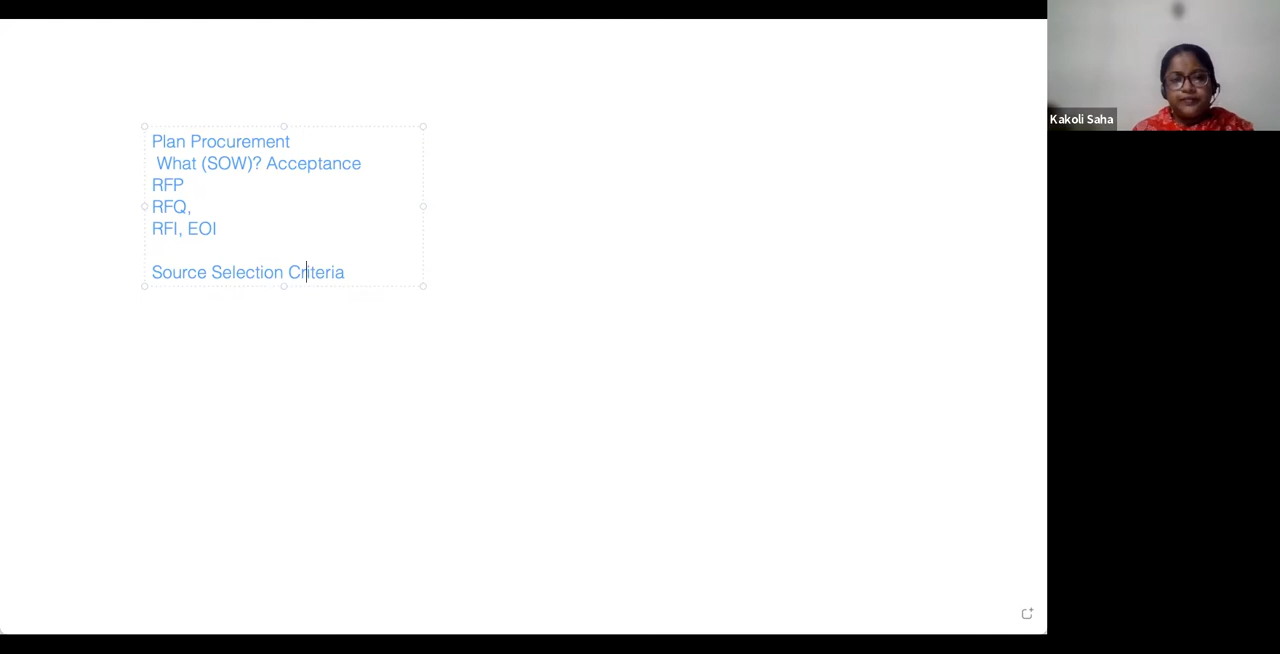 Plan Procurement
What (SOW)? Acceptance
RFP
RFQ,
RFI, EOI
Source Selection Criteria
Kakoli Saha